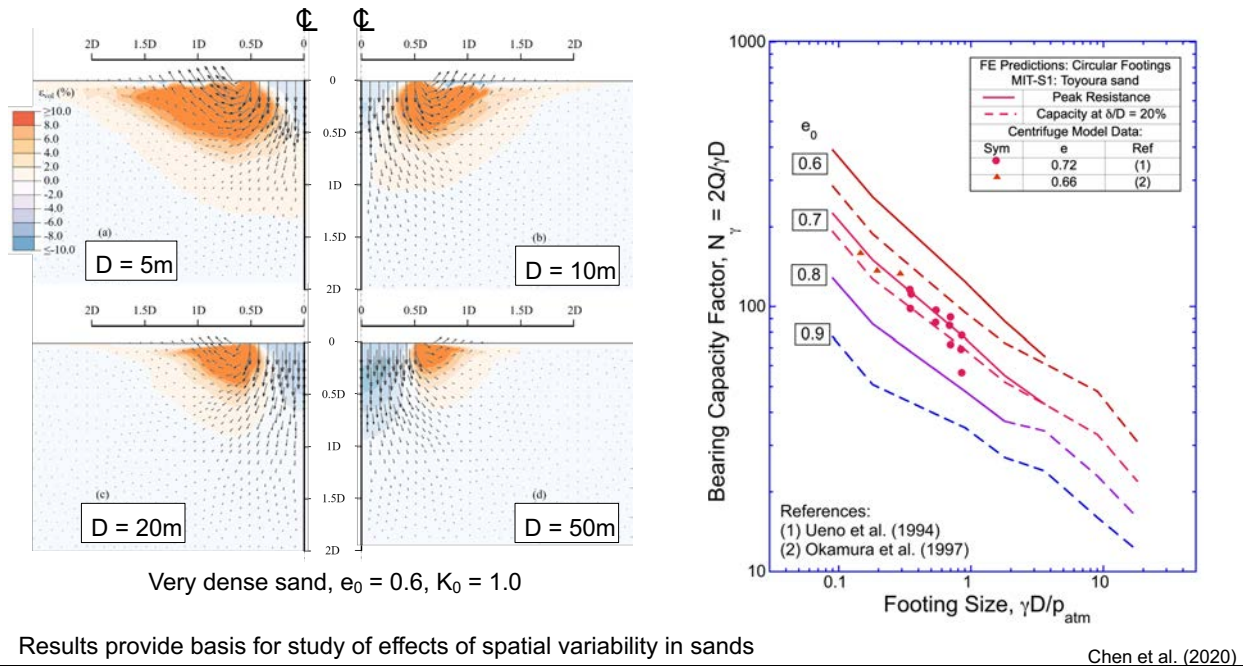 ℄ ℄
2D 1.5D 1D 0.5D 0 0 0.5D 1D 1.5D 2D
ε_vol (%)
≥10.0
8.0
6.0
4.0
2.0
0.0
-2.0
-4.0
-6.0
-8.0
≤-10.0
0
0.5D
1D
1.5D
2D
(a)
D = 5m
(b)
D = 10m
2D 1.5D 1D 0.5D 0 0 0.5D 1D 1.5D 2D
0
0.5D
1D
1.5D
2D
(c)
D = 20m
(d)
D = 50m
Very dense sand, e₀ = 0.6, K₀ = 1.0
Bearing Capacity Factor, N_γ = 2Q/γD
1000
100
10
FE Predictions: Circular Footings
MIT-S1: Toyoura sand
Peak Resistance
Capacity at δ/D = 20%
Centrifuge Model Data:
Sym e Ref
0.72 (1)
0.66 (2)
e₀
0.6
0.7
0.8
0.9
References:
(1) Ueno et al. (1994)
(2) Okamura et al. (1997)
0.1 1 10
Footing Size, γD/p_atm
Results provide basis for study of effects of spatial variability in sands
Chen et al. (2020)